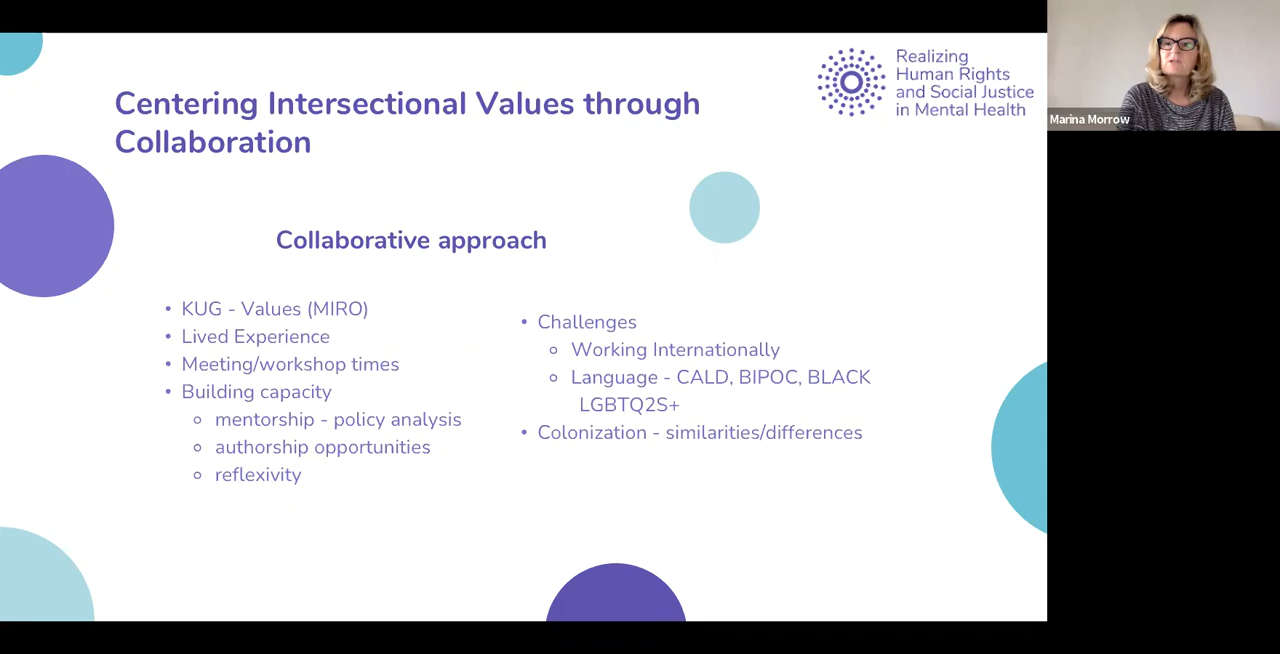 Centering Intersectional Values through
Collaboration
Realizing
Human Rights
and Social Justice
in Mental Health
Marina Morrow
Collaborative approach
• KUG - Values (MIRO)
• Lived Experience
• Meeting/workshop times
• Building capacity
○ mentorship - policy analysis
○ authorship opportunities
○ reflexivity
• Challenges
○ Working Internationally
○ Language - CALD, BIPOC, BLACK
LGBTQ2S+
• Colonization - similarities/differences